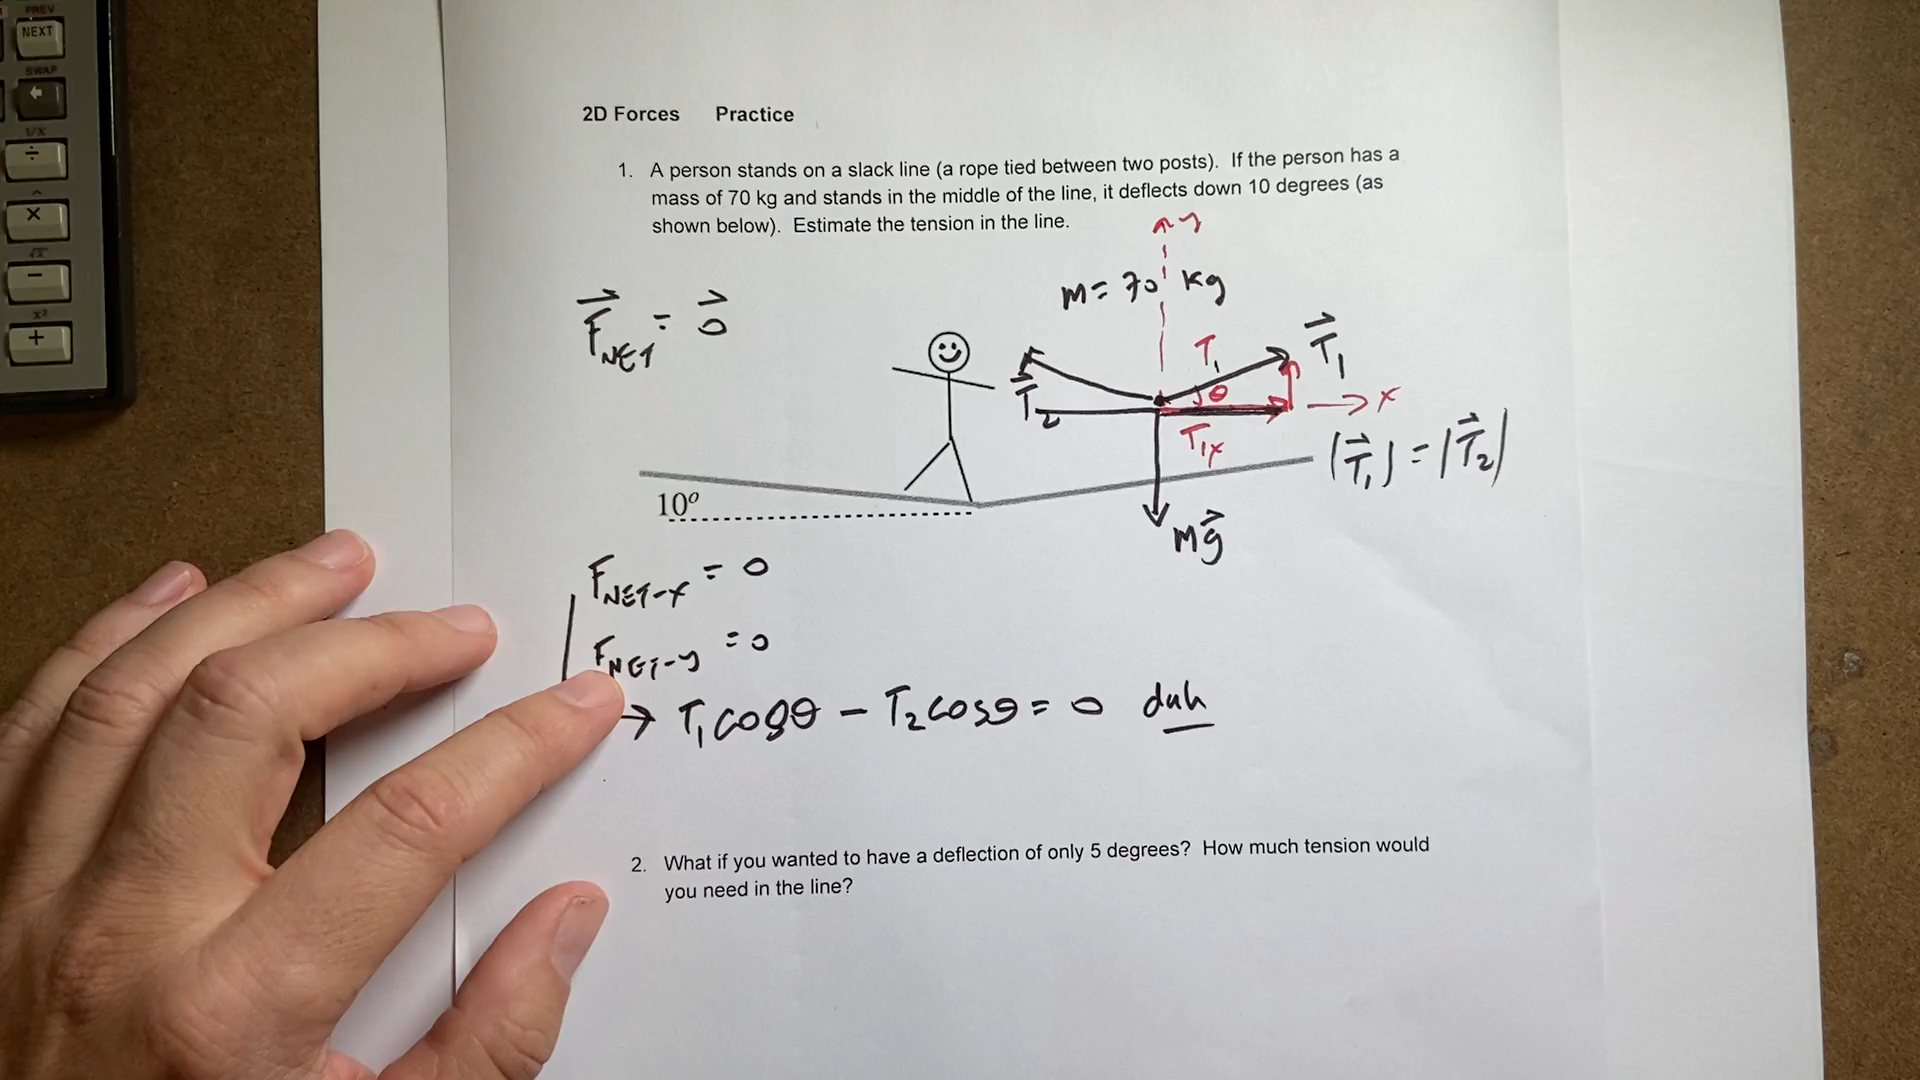 PREV
NEXT
SWAP
1/X
÷
^
×
√x
−
x²
+
2D Forces Practice
1. A person stands on a slack line (a rope tied between two posts). If the person has a
mass of 70 kg and stands in the middle of the line, it deflects down 10 degrees (as
shown below). Estimate the tension in the line.
y
m = 70 kg
F⃗NET = 0⃗
T₁
T⃗₁
θ
T⃗₂
x
T₁ₓ
|T⃗₁| = |T⃗₂|
10°
mg⃗
FNET-x = 0
FNET-y = 0
→ T₁cosθ − T₂cosθ = 0 duh
2. What if you wanted to have a deflection of only 5 degrees? How much tension would
you need in the line?